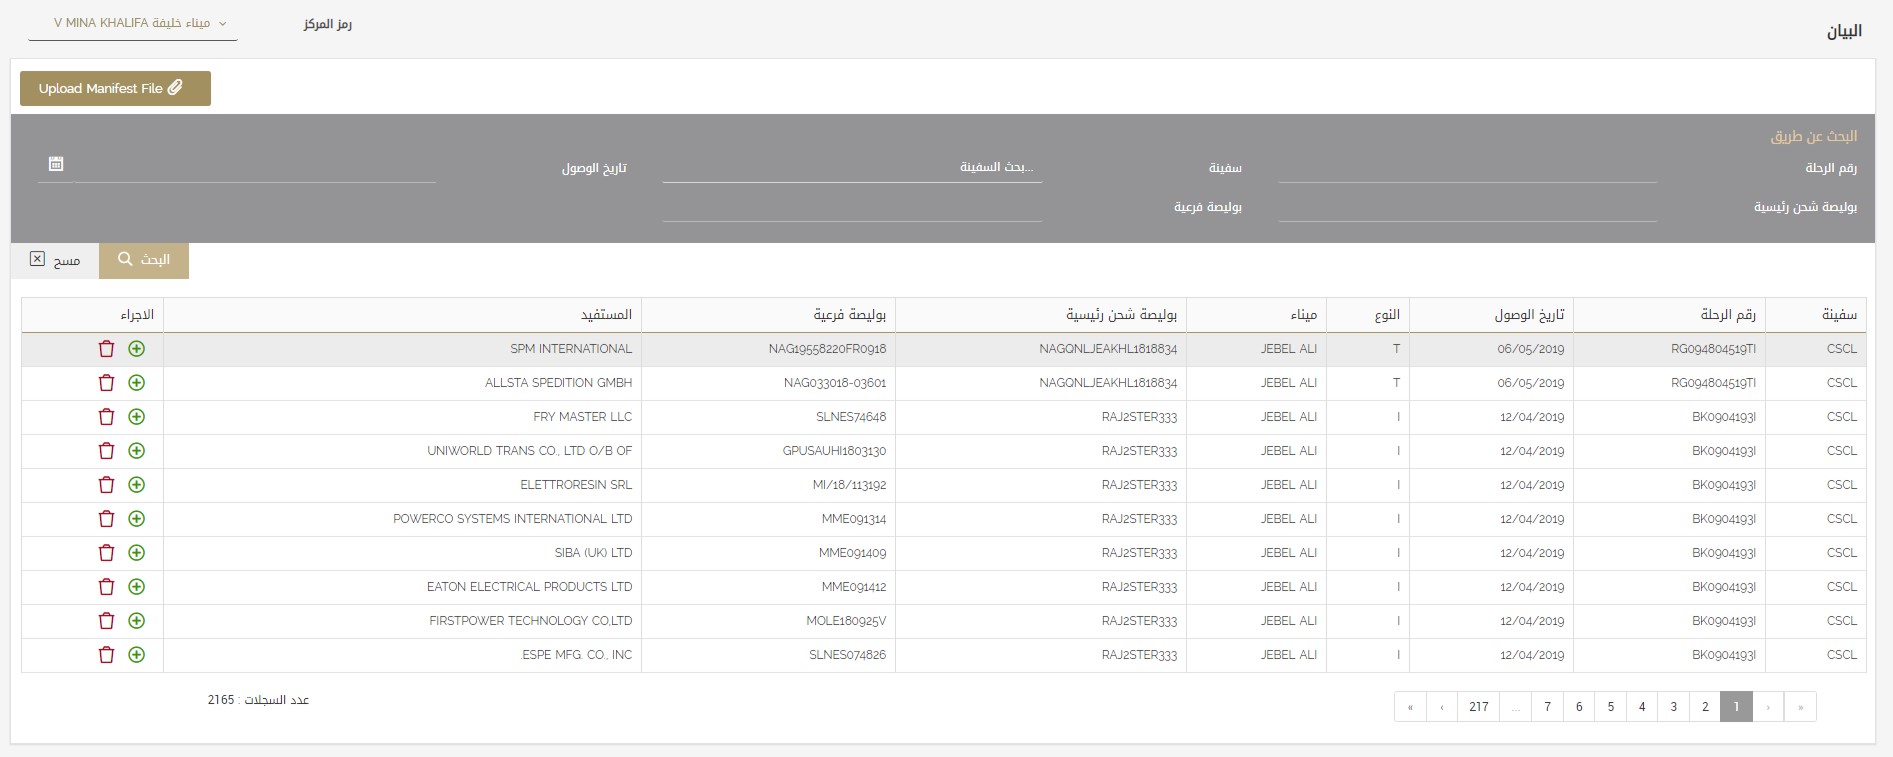 البيان
رمز المركز
V MINA KHALIFA ميناء خليفة
Upload Manifest File
البحث عن طريق
رقم الرحلة
سفينة
بحث السفينة...
تاريخ الوصول
بوليصة شحن رئيسية
بوليصة فرعية
البحث
مسح
سفينة رقم الرحلة تاريخ الوصول النوع ميناء بوليصة شحن رئيسية بوليصة فرعية المستفيد الاجراء
CSCL RG094804519TI 06/05/2019 T JEBEL ALI NAGQNLJEAKHL1818834 NAG19558220FR0918 SPM INTERNATIONAL
CSCL RG094804519TI 06/05/2019 T JEBEL ALI NAGQNLJEAKHL1818834 NAG033018-03601 ALLSTA SPEDITION GMBH
CSCL BK0904193I 12/04/2019 I JEBEL ALI RAJ2STER333 SLNES74648 FRY MASTER LLC
CSCL BK0904193I 12/04/2019 I JEBEL ALI RAJ2STER333 GPUSAUHI1803130 UNIWORLD TRANS CO., LTD O/B OF
CSCL BK0904193I 12/04/2019 I JEBEL ALI RAJ2STER333 MI/18/113192 ELETTRORESIN SRL
CSCL BK0904193I 12/04/2019 I JEBEL ALI RAJ2STER333 MME091314 POWERCO SYSTEMS INTERNATIONAL LTD
CSCL BK0904193I 12/04/2019 I JEBEL ALI RAJ2STER333 MME091409 SIBA (UK) LTD
CSCL BK0904193I 12/04/2019 I JEBEL ALI RAJ2STER333 MME091412 EATON ELECTRICAL PRODUCTS LTD
CSCL BK0904193I 12/04/2019 I JEBEL ALI RAJ2STER333 MOLE180925V FIRSTPOWER TECHNOLOGY CO,LTD
CSCL BK0904193I 12/04/2019 I JEBEL ALI RAJ2STER333 SLNES074826 .ESPE MFG. CO., INC
« ‹ 217 ... 7 6 5 4 3 2 1 › »
عدد السجلات : 2165